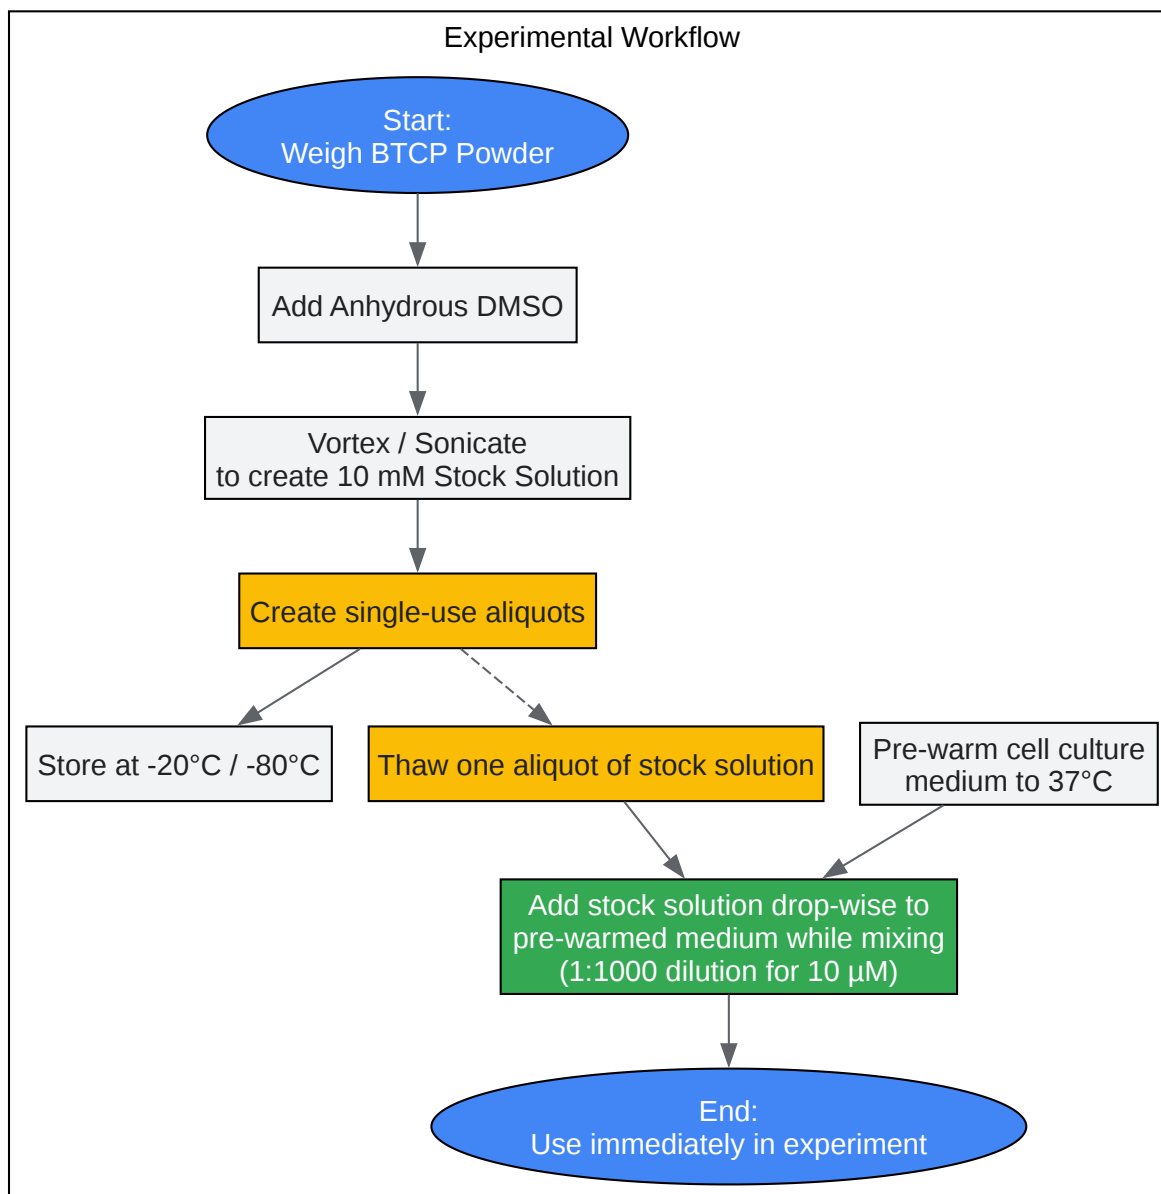 Experimental Workflow
Start:
Weigh BTCP Powder
Add Anhydrous DMSO
Vortex / Sonicate
to create 10 mM Stock Solution
Create single-use aliquots
Store at -20°C / -80°C
Thaw one aliquot of stock solution
Pre-warm cell culture
medium to 37°C
Add stock solution drop-wise to
pre-warmed medium while mixing
(1:1000 dilution for 10 µM)
End:
Use immediately in experiment